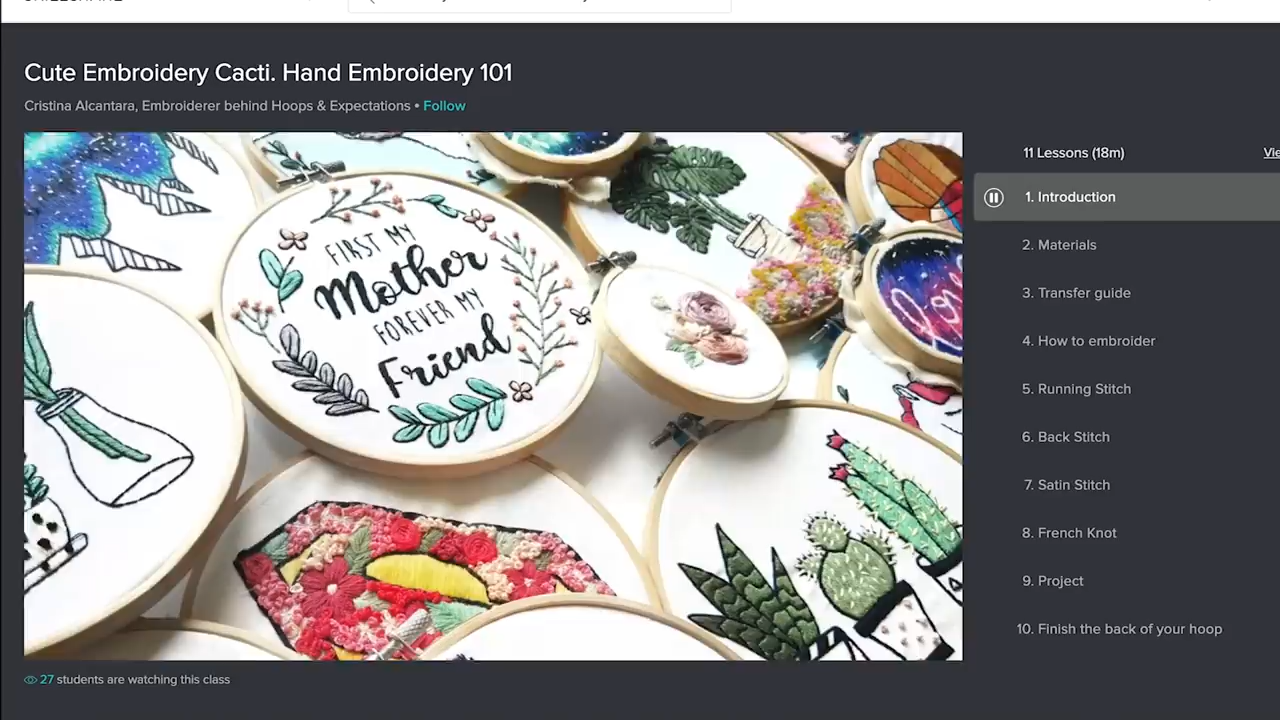 Cute Embroidery Cacti. Hand Embroidery 101
Cristina Alcantara, Embroiderer behind Hoops & Expectations • Follow
FIRST MY
Mother
FOREVER MY
Friend
11 Lessons (18m)
1. Introduction
2. Materials
3. Transfer guide
4. How to embroider
5. Running Stitch
6. Back Stitch
7. Satin Stitch
8. French Knot
9. Project
10. Finish the back of your hoop
27 students are watching this class